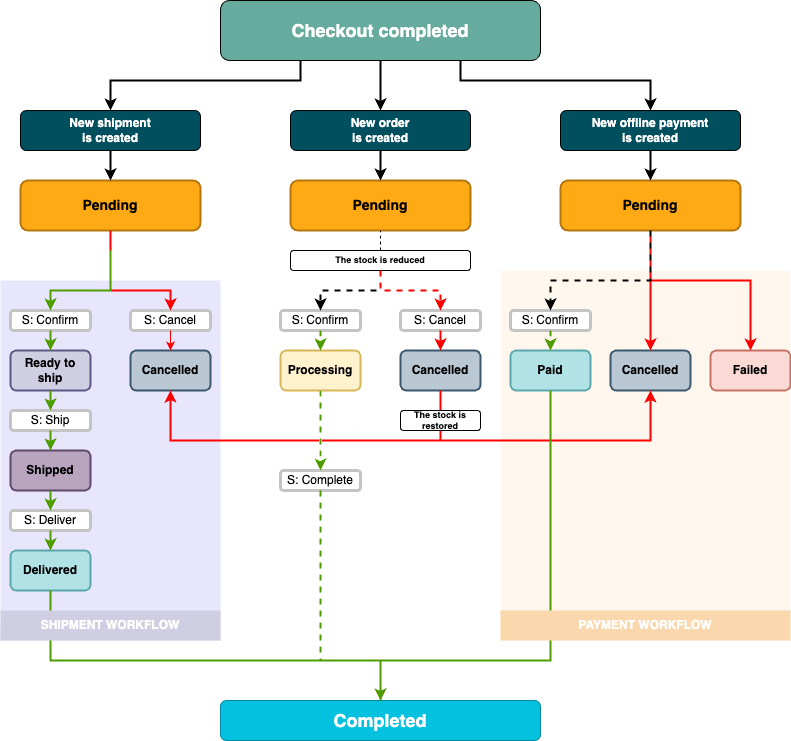 Checkout completed
New shipment
is created
New order
is created
New offline payment
is created
Pending
Pending
Pending
The stock is reduced
S: Confirm
S: Cancel
S: Confirm
S: Cancel
S: Confirm
Ready to
ship
Cancelled
Processing
Cancelled
Paid
Cancelled
Failed
S: Ship
The stock is
restored
Shipped
S: Complete
S: Deliver
Delivered
SHIPMENT WORKFLOW
PAYMENT WORKFLOW
Completed